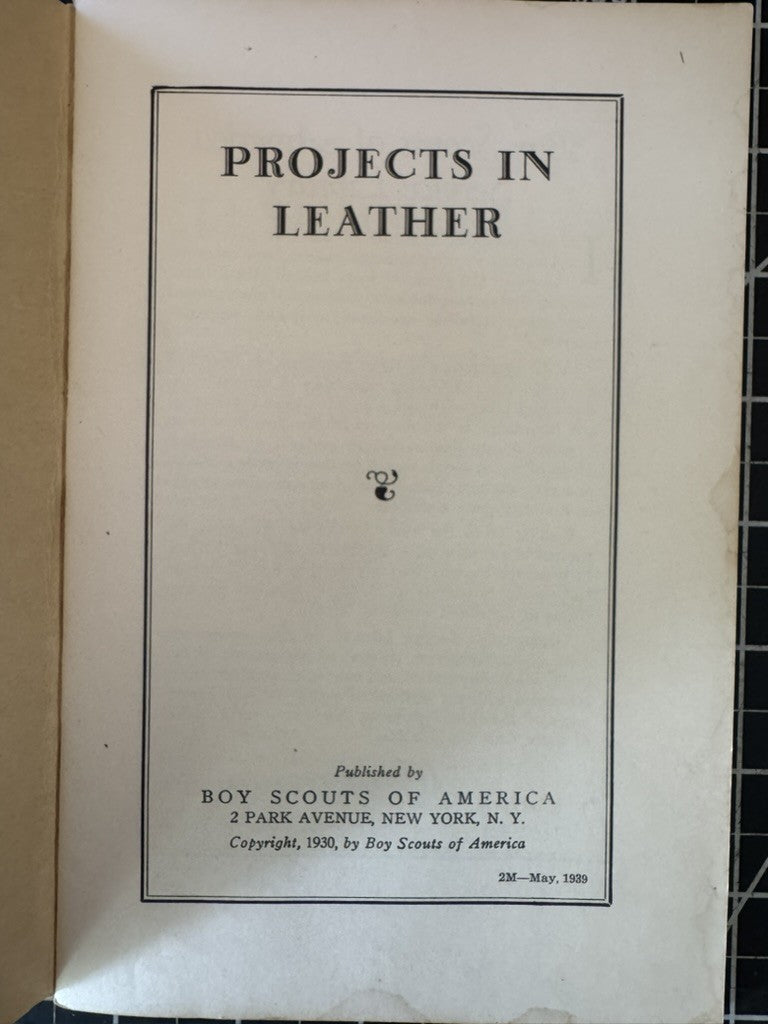 PROJECTS IN
LEATHER
Published by
BOY SCOUTS OF AMERICA
2 PARK AVENUE, NEW YORK, N. Y.
Copyright, 1930, by Boy Scouts of America
2M—May, 1939